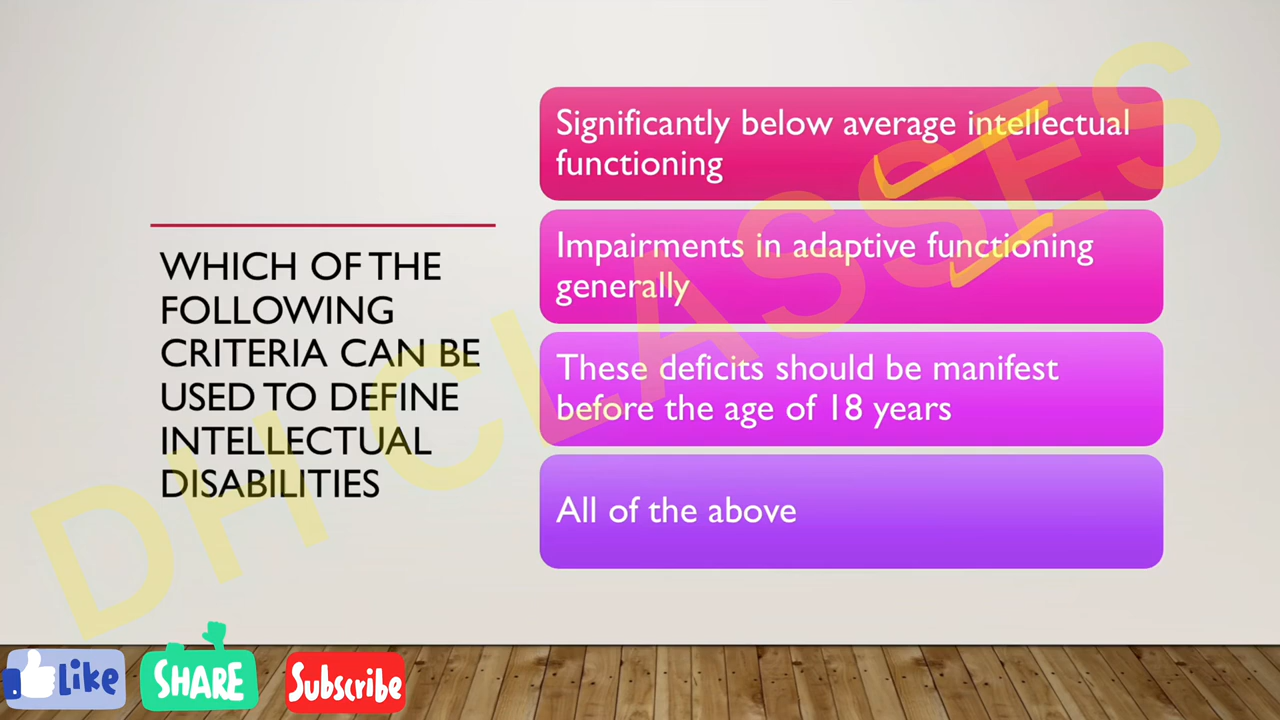 WHICH OF THE
FOLLOWING
CRITERIA CAN BE
USED TO DEFINE
INTELLECTUAL
DISABILITIES
Significantly below average intellectual
functioning
Impairments in adaptive functioning
generally
These deficits should be manifest
before the age of 18 years
All of the above
DH CLASSES
Like
SHARE
Subscribe